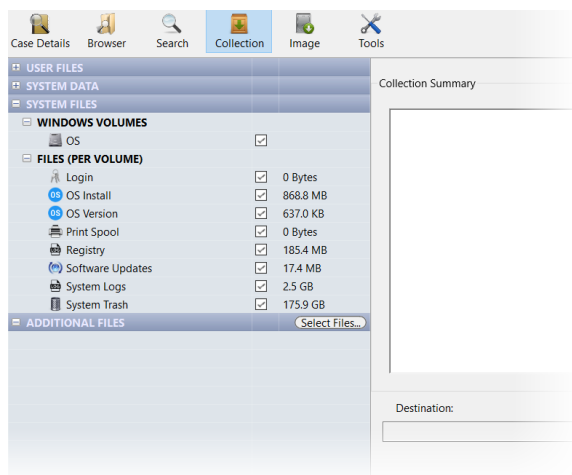 Case Details Browser Search Collection Image Tools
USER FILES
SYSTEM DATA
SYSTEM FILES
WINDOWS VOLUMES
OS
FILES (PER VOLUME)
Login 0 Bytes
OS OS Install 868.8 MB
OS OS Version 637.0 KB
Print Spool 0 Bytes
Registry 185.4 MB
Software Updates 17.4 MB
System Logs 2.5 GB
System Trash 175.9 GB
ADDITIONAL FILES Select Files...
Collection Summary
Destination: